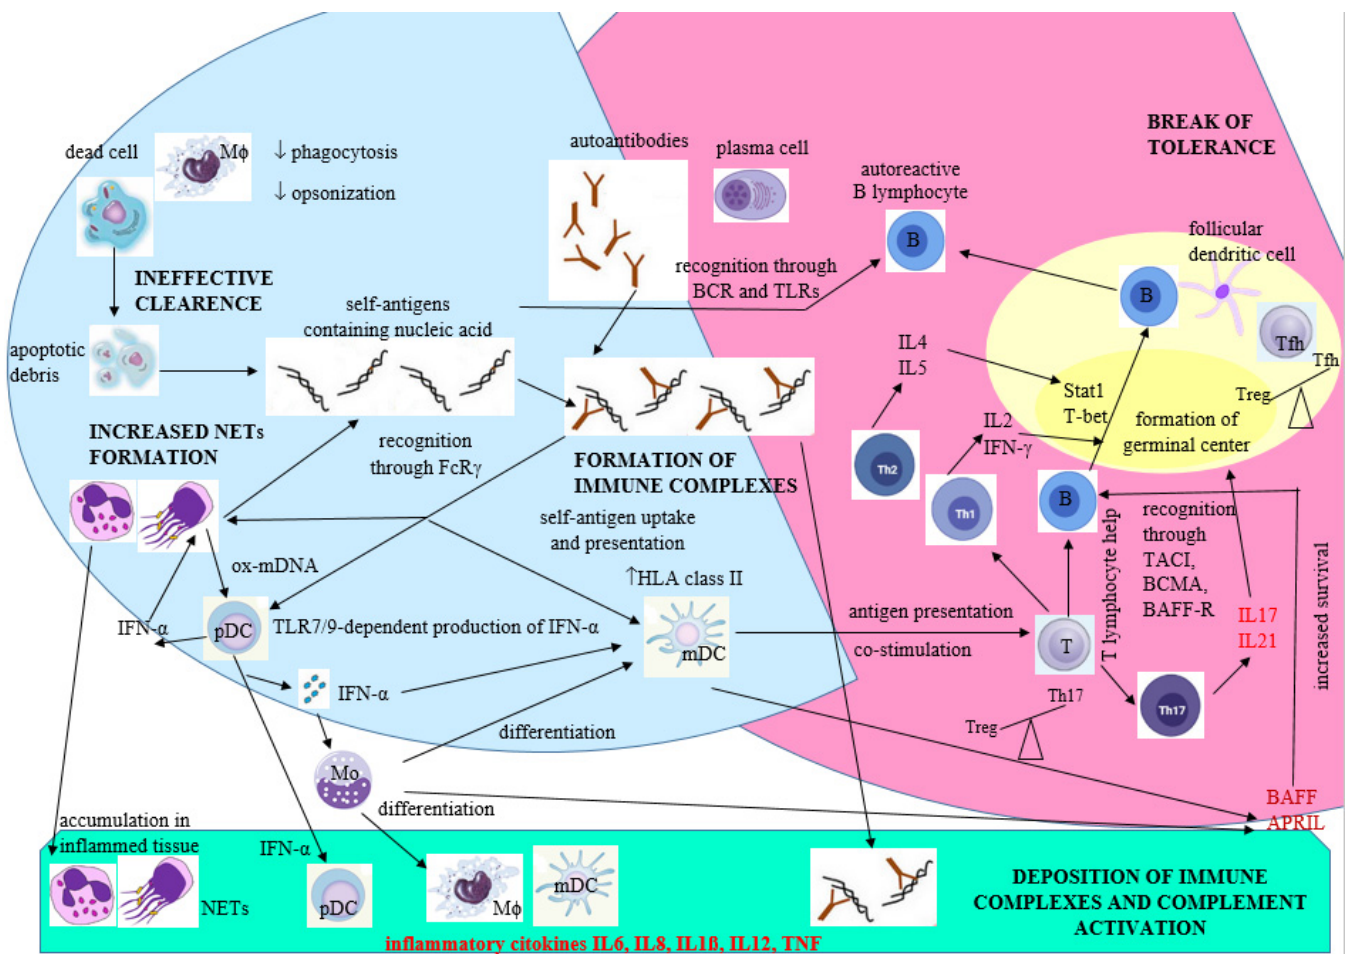 BREAK OF
TOLERANCE
dead cell
Mϕ
↓ phagocytosis
↓ opsonization
autoantibodies
plasma cell
autoreactive
B lymphocyte
B
follicular
dendritic cell
INEFFECTIVE
CLEARENCE
recognition through
BCR and TLRs
self-antigens
containing nucleic acid
B
Tfh
Tfh
Treg
apoptotic
debris
IL4
IL5
Stat1
T-bet
formation of
germinal center
INCREASED NETs
FORMATION
recognition
through FcRγ
FORMATION OF
IMMUNE COMPLEXES
IL2
IFN-γ
Th2
Th1
B
self-antigen uptake
and presentation
↑HLA class II
T lymphocyte help
recognition
through
TACI,
BCMA,
BAFF-R
increased survival
ox-mDNA
IFN-α
pDC
TLR7/9-dependent production of IFN-α
mDC
antigen presentation
co-stimulation
T
IL17
IL21
IFN-α
Th17
Treg
Th17
differentiation
Mo
differentiation
BAFF
APRIL
accumulation in
inflammed tissue
NETs
IFN-α
pDC
Mϕ
mDC
DEPOSITION OF IMMUNE
COMPLEXES AND COMPLEMENT
ACTIVATION
inflammatory citokines IL6, IL8, IL1ß, IL12, TNF